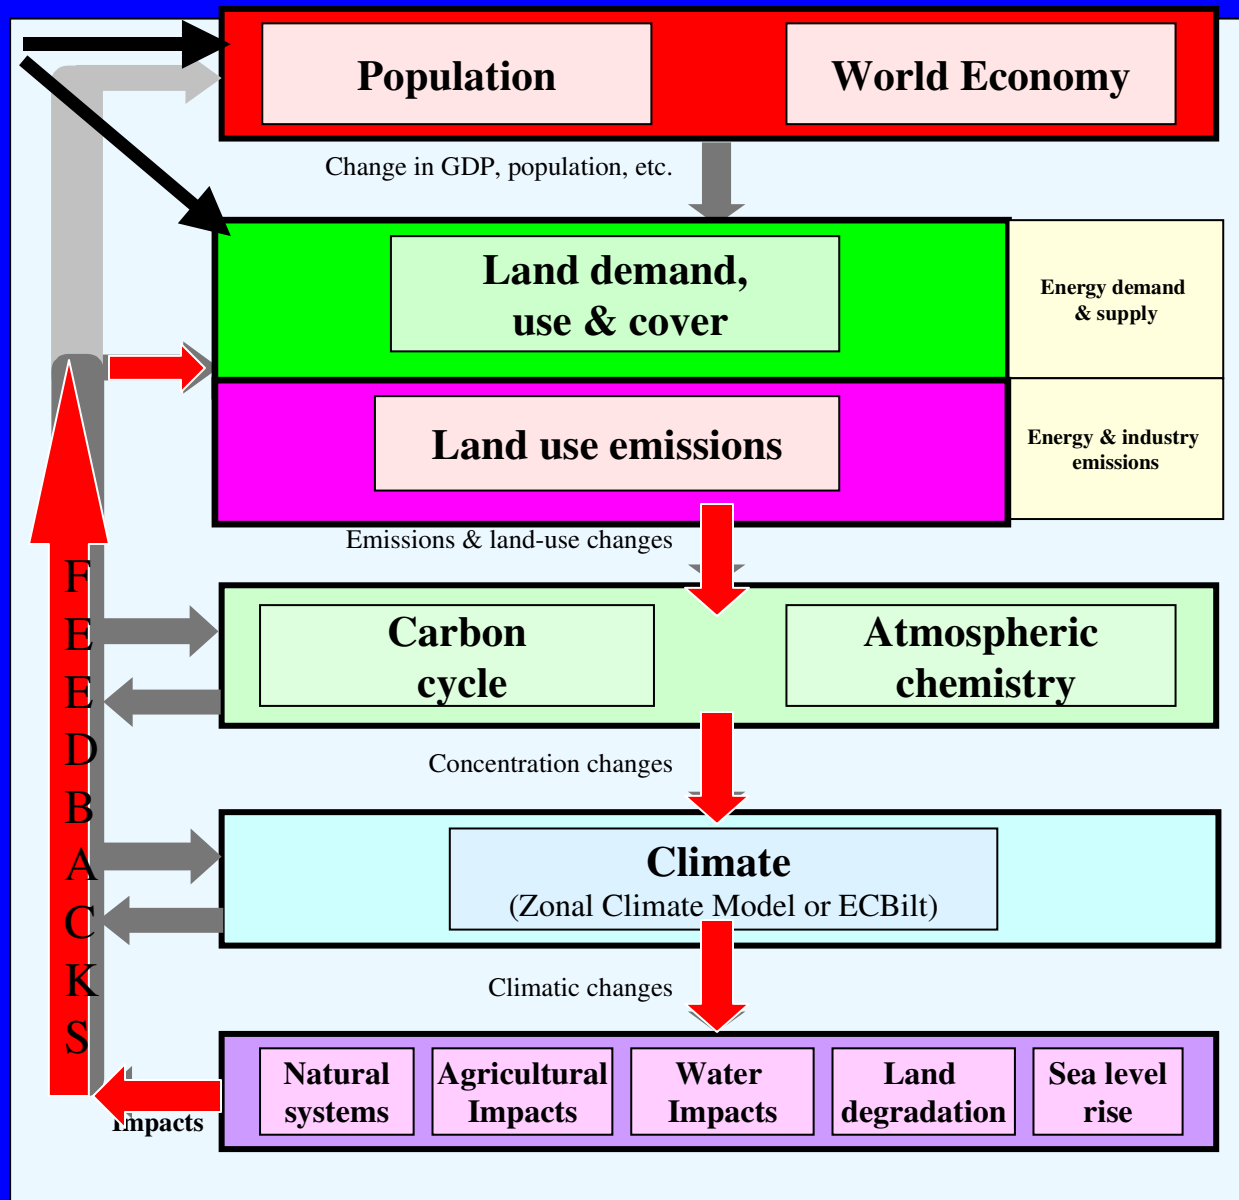 Population
World Economy
Change in GDP, population, etc.
Land demand,
use & cover
Energy demand
& supply
Land use emissions
Energy & industry
emissions
Emissions & land-use changes
F
E
E
D
B
A
C
K
S
Carbon
cycle
Atmospheric
chemistry
Concentration changes
Climate
(Zonal Climate Model or ECBilt)
Climatic changes
Natural
systems
Agricultural
Impacts
Water
Impacts
Land
degradation
Sea level
rise
Impacts